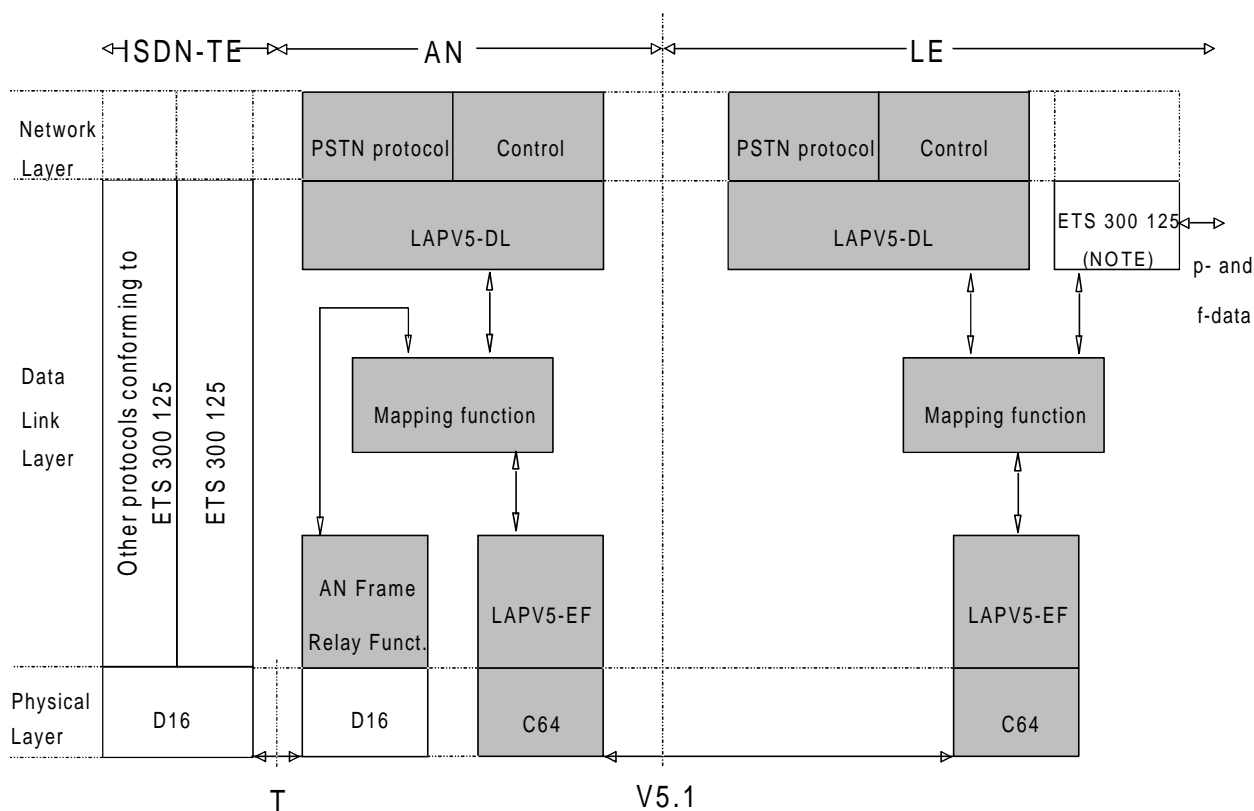 ISDN-TE
AN
LE
Network
Layer
PSTN protocol
Control
PSTN protocol
Control
LAPV5-DL
LAPV5-DL
ETS 300 125
(NOTE)
p- and
f-data
Other protocols conforming to
ETS 300 125
ETS 300 125
Data
Link
Layer
Mapping function
Mapping function
AN Frame
Relay Funct.
LAPV5-EF
LAPV5-EF
Physical
Layer
D16
D16
C64
C64
T
V5.1